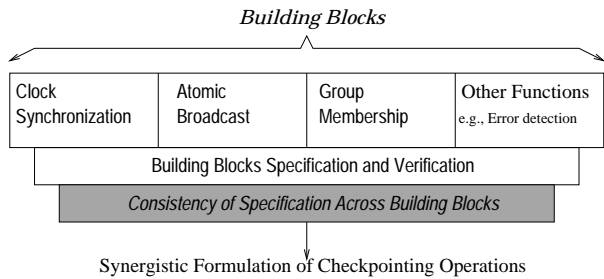 Building Blocks
Clock Synchronization
Atomic Broadcast
Group Membership
Other Functions
e.g., Error detection
Building Blocks Specification and Verification
Consistency of Specification Across Building Blocks
Synergistic Formulation of Checkpointing Operations